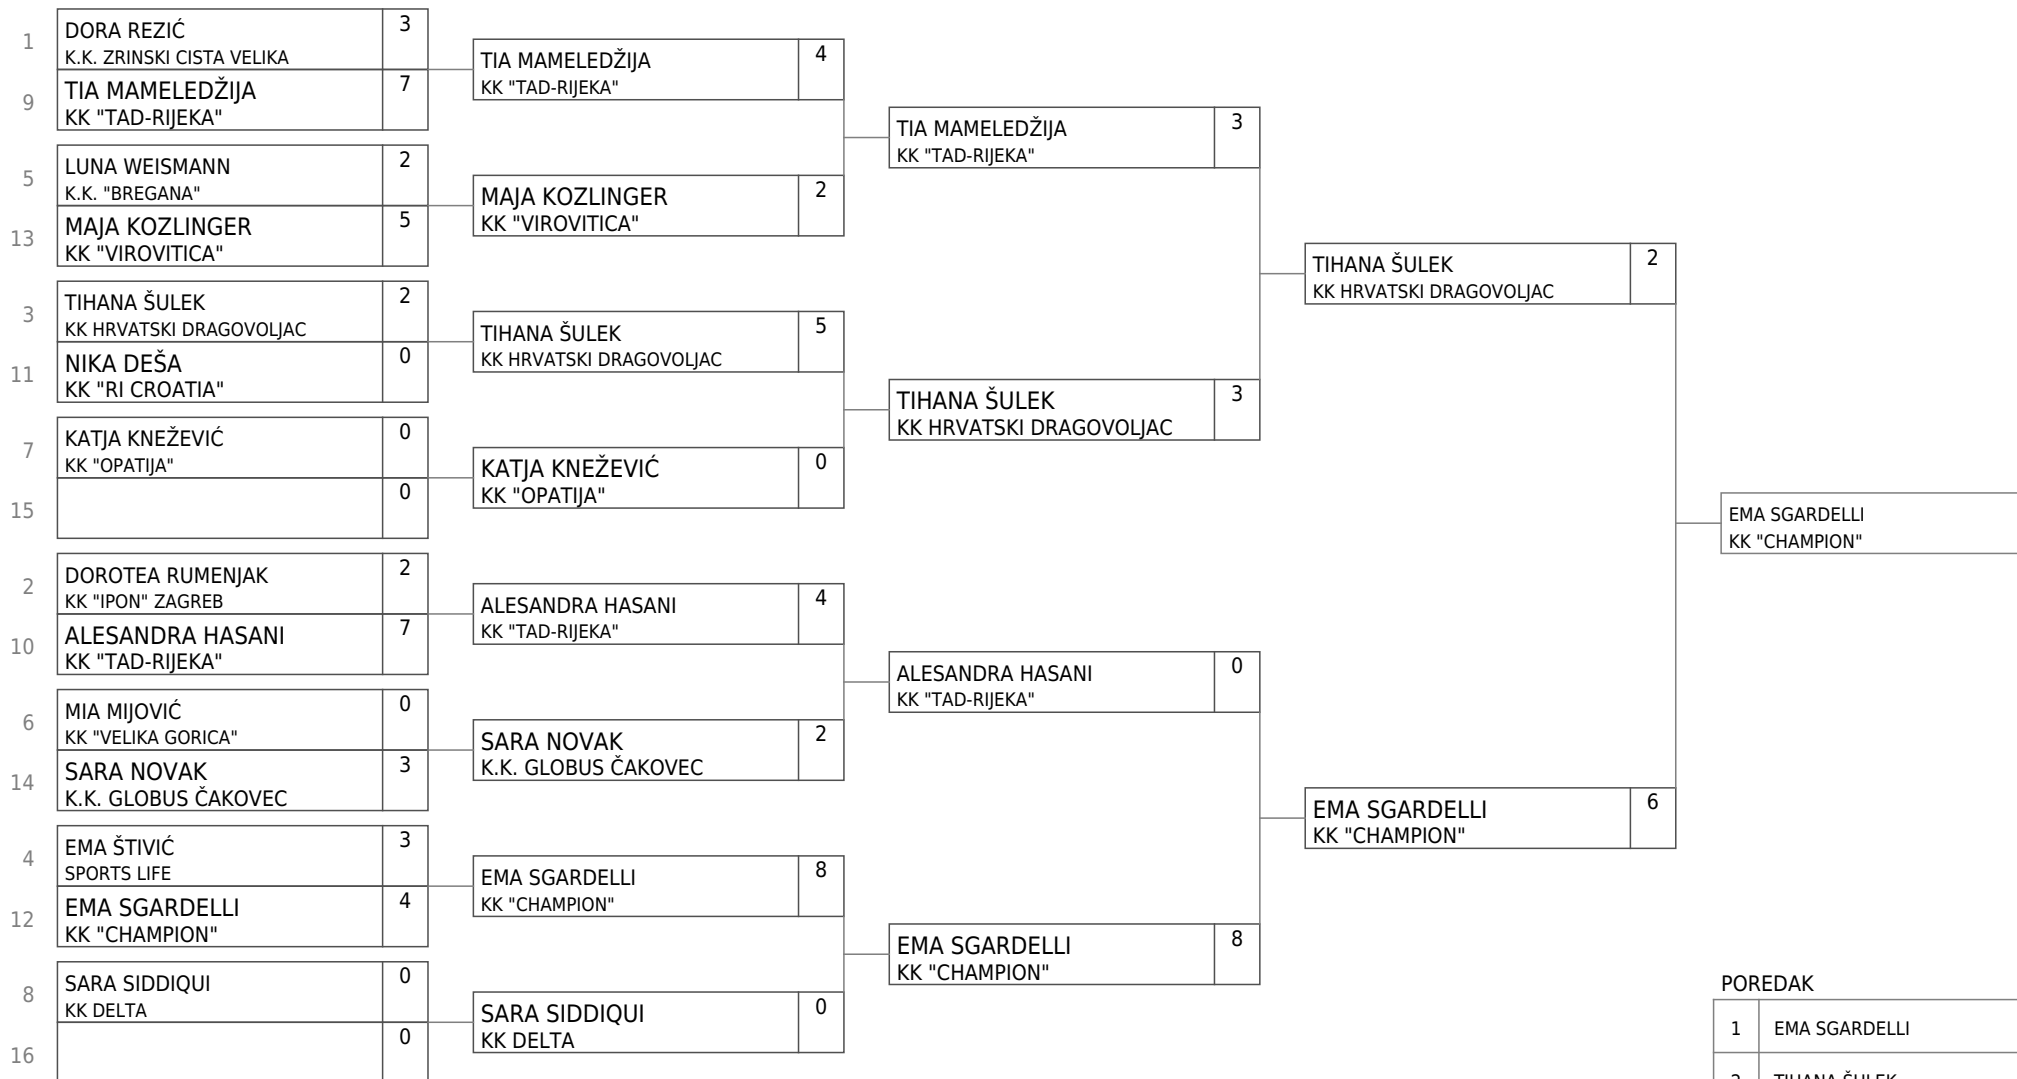 1
DORA REZIĆ
K.K. ZRINSKI CISTA VELIKA
3
9
TIA MAMELEDŽIJA
KK "TAD-RIJEKA"
7
5
LUNA WEISMANN
K.K. "BREGANA"
2
13
MAJA KOZLINGER
KK "VIROVITICA"
5
3
TIHANA ŠULEK
KK HRVATSKI DRAGOVOLJAC
2
11
NIKA DEŠA
KK "RI CROATIA"
0
7
KATJA KNEŽEVIĆ
KK "OPATIJA"
0
15
0
2
DOROTEA RUMENJAK
KK "IPON" ZAGREB
2
10
ALESANDRA HASANI
KK "TAD-RIJEKA"
7
6
MIA MIJOVIĆ
KK "VELIKA GORICA"
0
14
SARA NOVAK
K.K. GLOBUS ČAKOVEC
3
4
EMA ŠTIVIĆ
SPORTS LIFE
3
12
EMA SGARDELLI
KK "CHAMPION"
4
8
SARA SIDDIQUI
KK DELTA
0
16
0
TIA MAMELEDŽIJA
KK "TAD-RIJEKA"
4
MAJA KOZLINGER
KK "VIROVITICA"
2
TIHANA ŠULEK
KK HRVATSKI DRAGOVOLJAC
5
KATJA KNEŽEVIĆ
KK "OPATIJA"
0
ALESANDRA HASANI
KK "TAD-RIJEKA"
4
SARA NOVAK
K.K. GLOBUS ČAKOVEC
2
EMA SGARDELLI
KK "CHAMPION"
8
SARA SIDDIQUI
KK DELTA
0
TIA MAMELEDŽIJA
KK "TAD-RIJEKA"
3
TIHANA ŠULEK
KK HRVATSKI DRAGOVOLJAC
3
ALESANDRA HASANI
KK "TAD-RIJEKA"
0
EMA SGARDELLI
KK "CHAMPION"
8
TIHANA ŠULEK
KK HRVATSKI DRAGOVOLJAC
2
EMA SGARDELLI
KK "CHAMPION"
6
EMA SGARDELLI
KK "CHAMPION"
POREDAK
1 EMA SGARDELLI
2 TIHANA ŠULEK